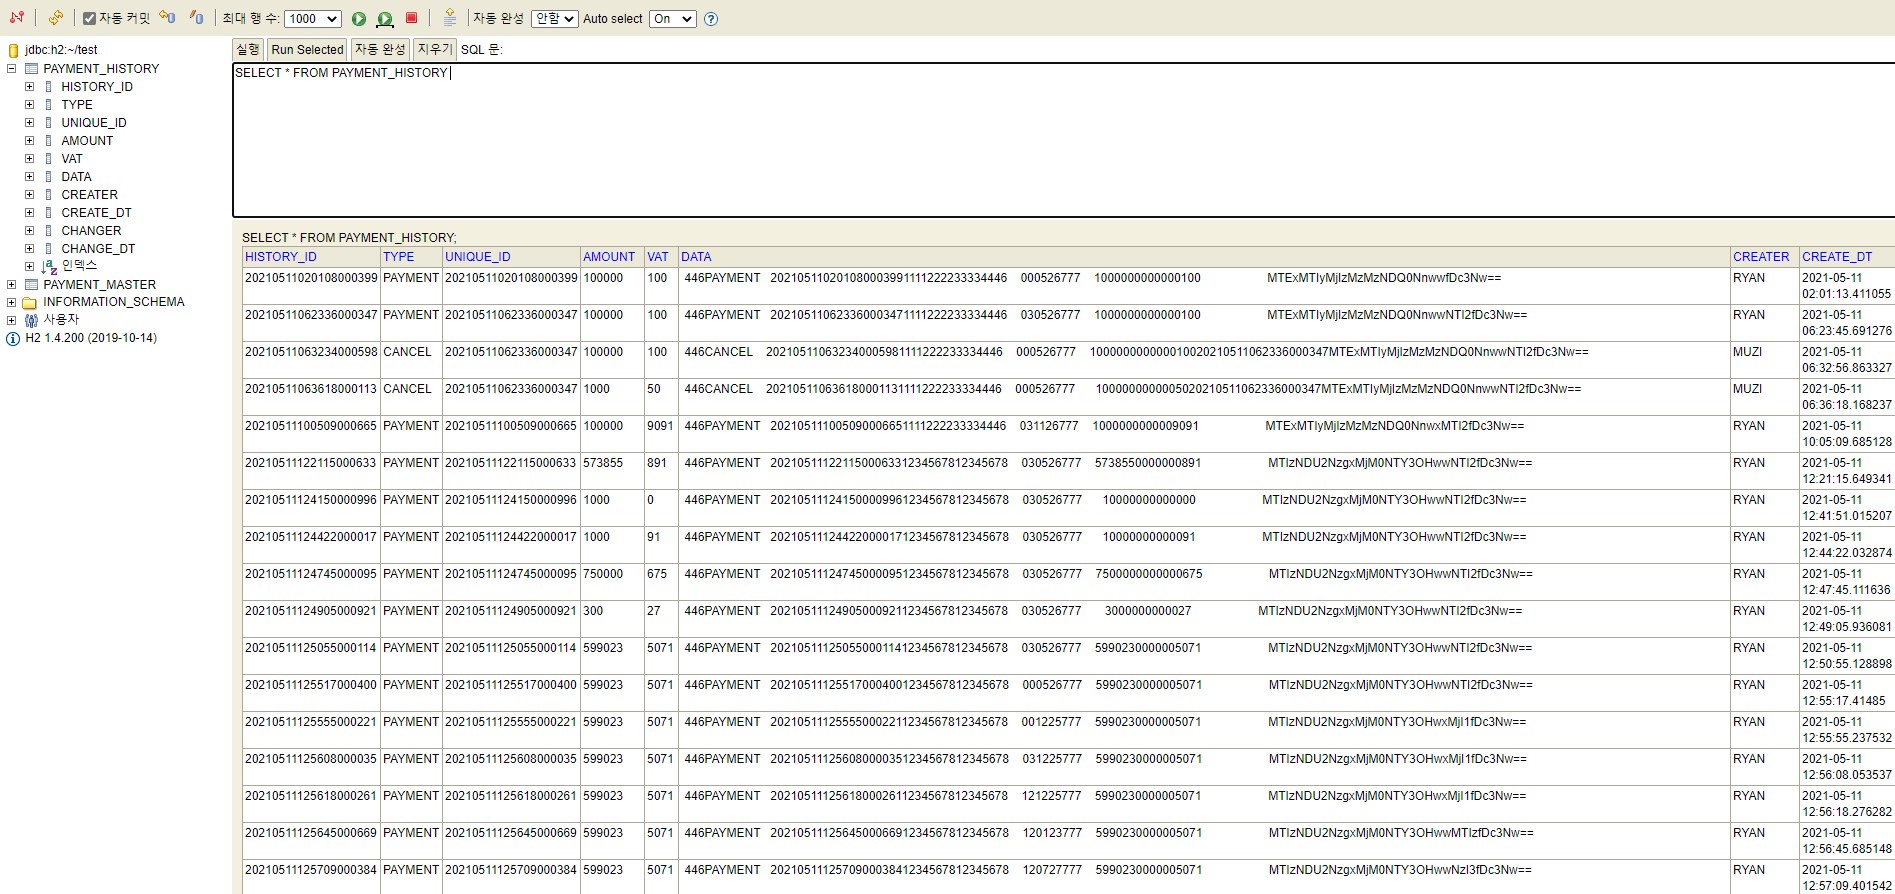 자동 커밋 최대 행 수: 1000 자동 완성 안함 Auto select On
jdbc:h2:~/test
PAYMENT_HISTORY
HISTORY_ID
TYPE
UNIQUE_ID
AMOUNT
VAT
DATA
CREATER
CREATE_DT
CHANGER
CHANGE_DT
인덱스
PAYMENT_MASTER
INFORMATION_SCHEMA
사용자
H2 1.4.200 (2019-10-14)
실행 Run Selected 자동 완성 지우기 SQL 문:
SELECT * FROM PAYMENT_HISTORY
SELECT * FROM PAYMENT_HISTORY;
HISTORY_ID TYPE UNIQUE_ID AMOUNT VAT DATA CREATER CREATE_DT
20210511020108000399 PAYMENT 20210511020108000399 100000 100 446PAYMENT 202105110201080003991111222233334446 000526777 1000000000000100 MTExMTIyMjIzMzMzNDQ0NnwwfDc3Nw== RYAN 2021-05-11
02:01:13.411055
20210511062336000347 PAYMENT 20210511062336000347 100000 100 446PAYMENT 202105110623360003471111222233334446 030526777 1000000000000100 MTExMTIyMjIzMzMzNDQ0NnwwNTI2fDc3Nw== RYAN 2021-05-11
06:23:45.691276
20210511063234000598 CANCEL 20210511062336000347 100000 100 446CANCEL 202105110632340005981111222233334446 000526777 100000000000010020210511062336000347MTExMTIyMjIzMzMzNDQ0NnwwNTI2fDc3Nw== MUZI 2021-05-11
06:32:56.863327
20210511063618000113 CANCEL 20210511062336000347 1000 50 446CANCEL 202105110636180001131111222233334446 000526777 10000000000005020210511062336000347MTExMTIyMjIzMzMzNDQ0NnwwNTI2fDc3Nw== MUZI 2021-05-11
06:36:18.168237
20210511100509000665 PAYMENT 20210511100509000665 100000 9091 446PAYMENT 202105111005090006651111222233334446 031126777 1000000000009091 MTExMTIyMjIzMzMzNDQ0NnwxMTI2fDc3Nw== RYAN 2021-05-11
10:05:09.685128
20210511122115000633 PAYMENT 20210511122115000633 573855 891 446PAYMENT 202105111221150006331234567812345678 030526777 5738550000000891 MTIzNDU2NzgxMjM0NTY3OHwwNTI2fDc3Nw== RYAN 2021-05-11
12:21:15.649341
20210511124150000996 PAYMENT 20210511124150000996 1000 0 446PAYMENT 202105111241500009961234567812345678 030526777 10000000000000 MTIzNDU2NzgxMjM0NTY3OHwwNTI2fDc3Nw== RYAN 2021-05-11
12:41:51.015207
20210511124422000017 PAYMENT 20210511124422000017 1000 91 446PAYMENT 202105111244220000171234567812345678 030526777 10000000000091 MTIzNDU2NzgxMjM0NTY3OHwwNTI2fDc3Nw== RYAN 2021-05-11
12:44:22.032874
20210511124745000095 PAYMENT 20210511124745000095 750000 675 446PAYMENT 202105111247450000951234567812345678 030526777 7500000000000675 MTIzNDU2NzgxMjM0NTY3OHwwNTI2fDc3Nw== RYAN 2021-05-11
12:47:45.111636
20210511124905000921 PAYMENT 20210511124905000921 300 27 446PAYMENT 202105111249050009211234567812345678 030526777 3000000000027 MTIzNDU2NzgxMjM0NTY3OHwwNTI2fDc3Nw== RYAN 2021-05-11
12:49:05.936081
20210511125055000114 PAYMENT 20210511125055000114 599023 5071 446PAYMENT 202105111250550001141234567812345678 030526777 5990230000005071 MTIzNDU2NzgxMjM0NTY3OHwwNTI2fDc3Nw== RYAN 2021-05-11
12:50:55.128898
20210511125517000400 PAYMENT 20210511125517000400 599023 5071 446PAYMENT 202105111255170004001234567812345678 000526777 5990230000005071 MTIzNDU2NzgxMjM0NTY3OHwwNTI2fDc3Nw== RYAN 2021-05-11
12:55:17.41485
20210511125555000221 PAYMENT 20210511125555000221 599023 5071 446PAYMENT 202105111255550002211234567812345678 001225777 5990230000005071 MTIzNDU2NzgxMjM0NTY3OHwxMjI1fDc3Nw== RYAN 2021-05-11
12:55:55.237532
20210511125608000035 PAYMENT 20210511125608000035 599023 5071 446PAYMENT 202105111256080000351234567812345678 031225777 5990230000005071 MTIzNDU2NzgxMjM0NTY3OHwxMjI1fDc3Nw== RYAN 2021-05-11
12:56:08.053537
20210511125618000261 PAYMENT 20210511125618000261 599023 5071 446PAYMENT 202105111256180002611234567812345678 121225777 5990230000005071 MTIzNDU2NzgxMjM0NTY3OHwxMjI1fDc3Nw== RYAN 2021-05-11
12:56:18.276282
20210511125645000669 PAYMENT 20210511125645000669 599023 5071 446PAYMENT 202105111256450006691234567812345678 120123777 5990230000005071 MTIzNDU2NzgxMjM0NTY3OHwwMTIzfDc3Nw== RYAN 2021-05-11
12:56:45.685148
20210511125709000384 PAYMENT 20210511125709000384 599023 5071 446PAYMENT 202105111257090003841234567812345678 120727777 5990230000005071 MTIzNDU2NzgxMjM0NTY3OHwwNzI3fDc3Nw== RYAN 2021-05-11
12:57:09.401542